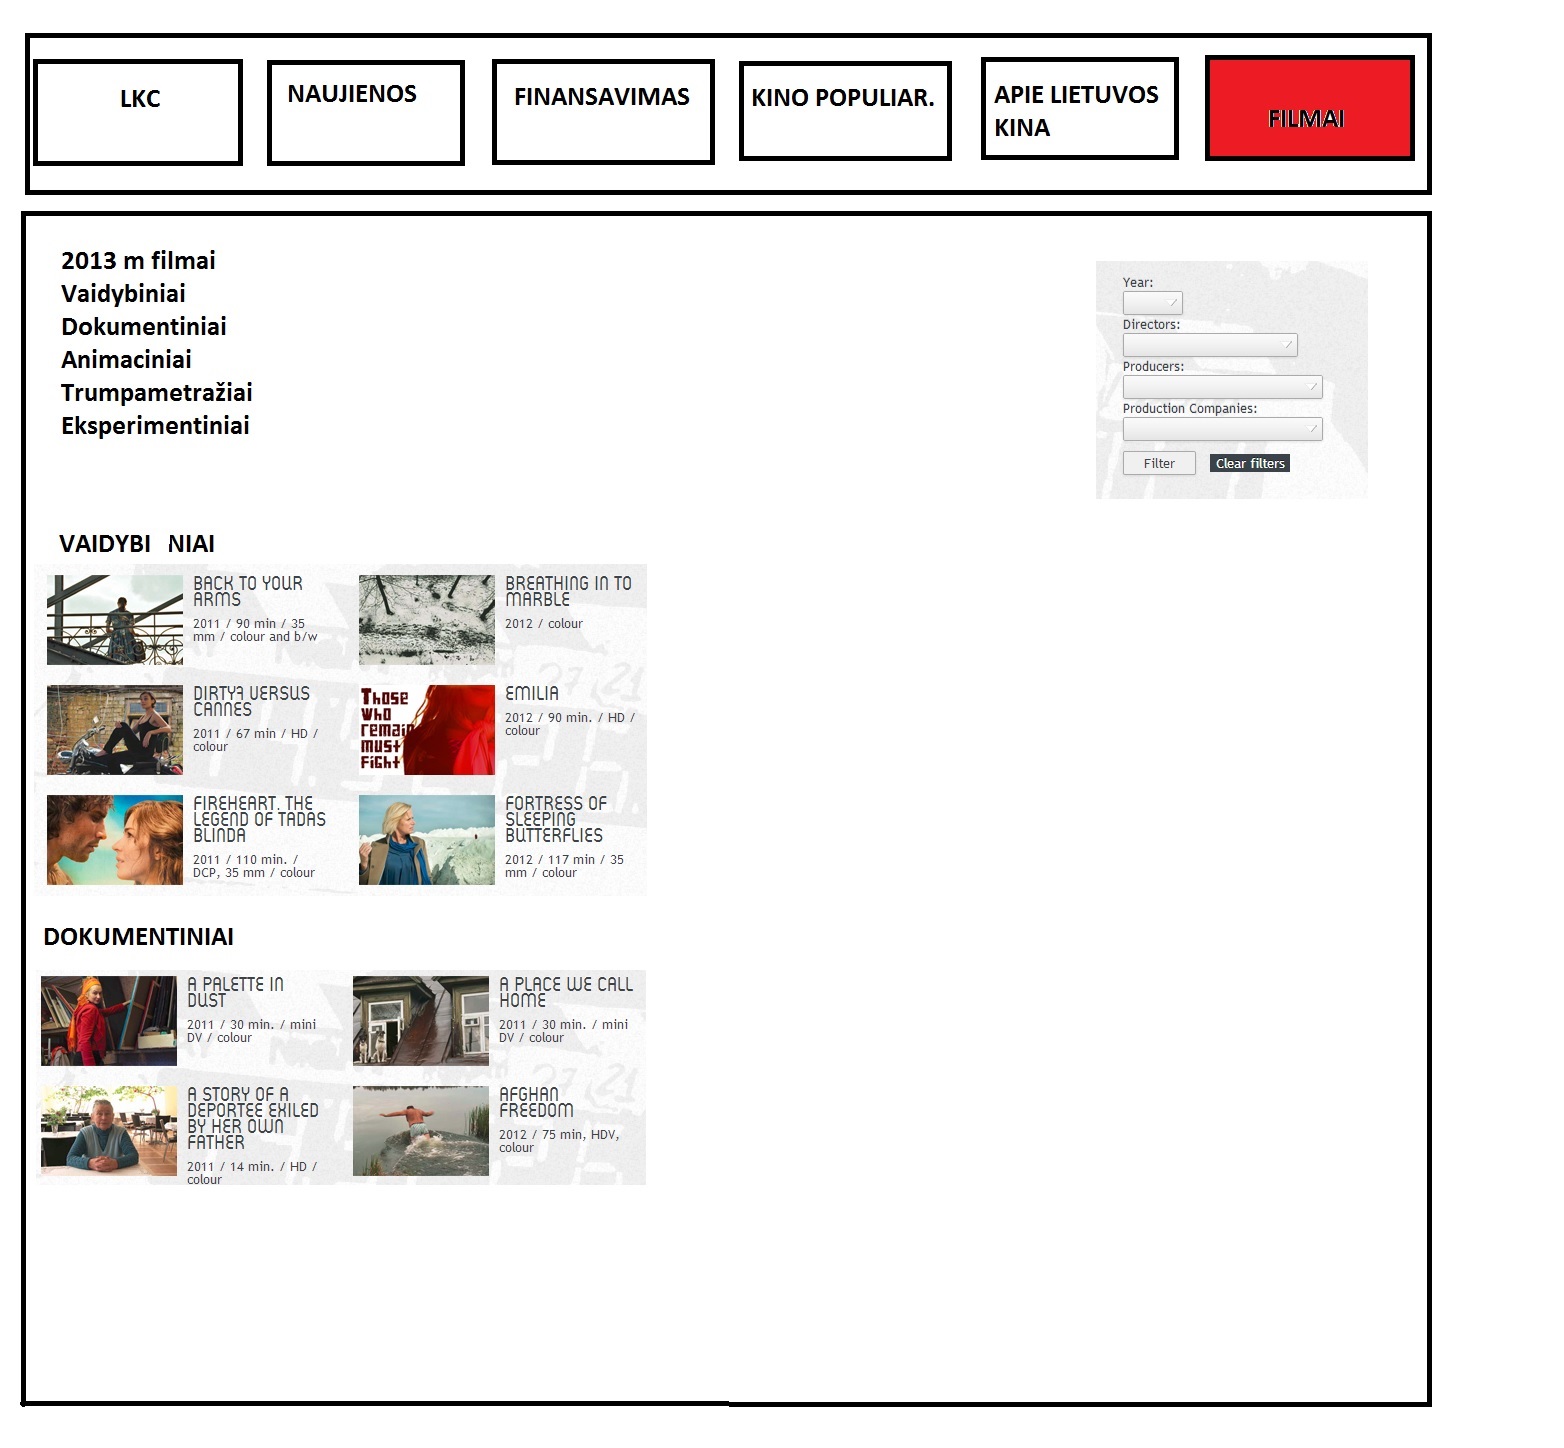 LKC
NAUJIENOS
FINANSAVIMAS
KINO POPULIAR.
APIE LIETUVOS
KINA
FILMAI
2013 m filmai
Vaidybiniai
Dokumentiniai
Animaciniai
Trumpametražiai
Eksperimentiniai
Year:
Directors:
Producers:
Production Companies:
Filter
Clear filters
VAIDYBI NIAI
BACK TO YOUR
ARMS
2011 / 90 min / 35
mm / colour and b/w
BREATHING IN TO
MARBLE
2012 / colour
DIRTYJ VERSUS
CANNES
2011 / 67 min / HD /
colour
Those
who
remain
must
fight
EMILIA
2012 / 90 min. / HD /
colour
FIREHEART. THE
LEGEND OF TADAS
BLINDA
2011 / 110 min. /
DCP, 35 mm / colour
FORTRESS OF
SLEEPING
BUTTERFLIES
2012 / 117 min / 35
mm / colour
DOKUMENTINIAI
A PALETTE IN
DUST
2011 / 30 min. / mini
DV / colour
A PLACE WE CALL
HOME
2011 / 30 min. / mini
DV / colour
A STORY OF A
DEPORTEE EXILED
BY HER OWN
FATHER
2011 / 14 min. / HD /
colour
AFGHAN
FREEDOM
2012 / 75 min, HDV,
colour